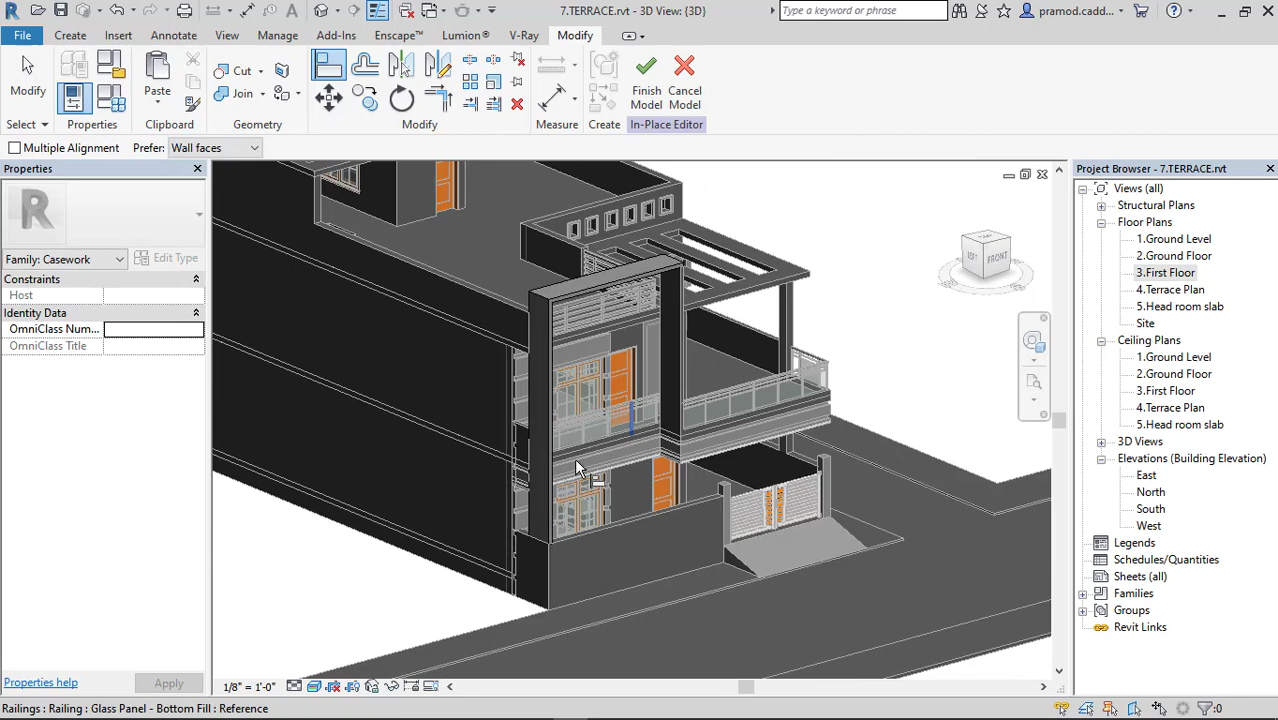 7.TERRACE.rvt - 3D View: {3D}
Type a keyword or phrase
pramod.cadd...
File
Create
Insert
Annotate
View
Manage
Add-Ins
Enscape™
Lumion®
V-Ray
Modify
Modify
Paste
Cut
Join
Finish
Model
Cancel
Model
Select
Properties
Clipboard
Geometry
Modify
Measure
Create
In-Place Editor
Multiple Alignment
Prefer:
Wall faces
Properties
R
Family: Casework
Edit Type
Constraints
Host
Identity Data
OmniClass Num...
OmniClass Title
Properties help
Apply
FRONT
1/8" = 1'-0"
Project Browser - 7.TERRACE.rvt
Views (all)
Structural Plans
Floor Plans
1.Ground Level
2.Ground Floor
3.First Floor
4.Terrace Plan
5.Head room slab
Site
Ceiling Plans
1.Ground Level
2.Ground Floor
3.First Floor
4.Terrace Plan
5.Head room slab
3D Views
Elevations (Building Elevation)
East
North
South
West
Legends
Schedules/Quantities
Sheets (all)
Families
Groups
Revit Links
Railings : Railing : Glass Panel - Bottom Fill : Reference
:0